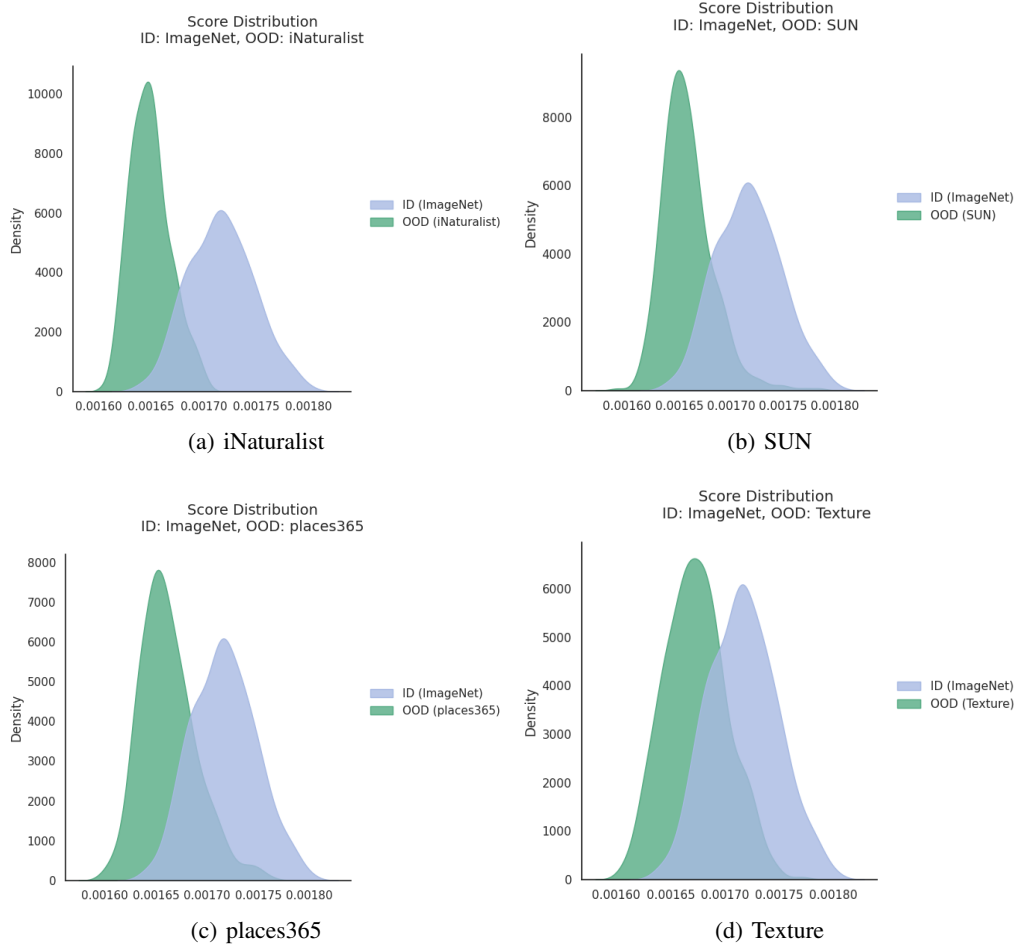 Score Distribution
ID: ImageNet, OOD: iNaturalist
10000
8000
6000
4000
2000
0
Density
0.00160 0.00165 0.00170 0.00175 0.00180
ID (ImageNet)
OOD (iNaturalist)
(a) iNaturalist
Score Distribution
ID: ImageNet, OOD: SUN
8000
6000
4000
2000
0
Density
0.00160 0.00165 0.00170 0.00175 0.00180
ID (ImageNet)
OOD (SUN)
(b) SUN
Score Distribution
ID: ImageNet, OOD: places365
8000
7000
6000
5000
4000
3000
2000
1000
0
Density
0.00160 0.00165 0.00170 0.00175 0.00180
ID (ImageNet)
OOD (places365)
(c) places365
Score Distribution
ID: ImageNet, OOD: Texture
6000
5000
4000
3000
2000
1000
0
Density
0.00160 0.00165 0.00170 0.00175 0.00180
ID (ImageNet)
OOD (Texture)
(d) Texture